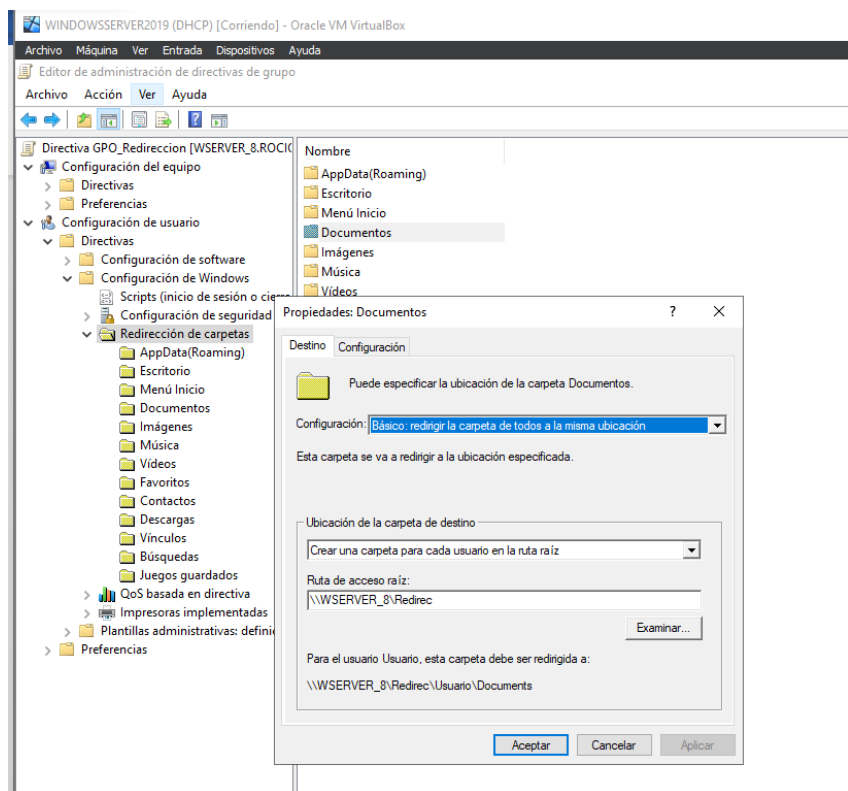 WINDOWSSERVER2019 (DHCP) [Corriendo] - Oracle VM VirtualBox
Archivo Máquina Ver Entrada Dispositivos Ayuda
Editor de administración de directivas de grupo
Archivo Acción Ver Ayuda
Directiva GPO_Redireccion [WSERVER_8.ROCI
Configuración del equipo
Directivas
Preferencias
Configuración de usuario
Directivas
Configuración de software
Configuración de Windows
Scripts (inicio de sesión o cierre
Configuración de seguridad
Redirección de carpetas
AppData(Roaming)
Escritorio
Menú Inicio
Documentos
Imágenes
Música
Vídeos
Favoritos
Contactos
Descargas
Vínculos
Búsquedas
Juegos guardados
QoS basada en directiva
Impresoras implementadas
Plantillas administrativas: defini
Preferencias
Nombre
AppData(Roaming)
Escritorio
Menú Inicio
Documentos
Imágenes
Música
Vídeos
Propiedades: Documentos
Destino Configuración
Puede especificar la ubicación de la carpeta Documentos.
Configuración: Básico: redirigir la carpeta de todos a la misma ubicación
Esta carpeta se va a redirigir a la ubicación especificada.
Ubicación de la carpeta de destino
Crear una carpeta para cada usuario en la ruta raíz
Ruta de acceso raíz:
\\WSERVER_8\Redirec
Examinar...
Para el usuario Usuario, esta carpeta debe ser redirigida a:
\\WSERVER_8\Redirec\Usuario\Documents
Aceptar Cancelar Aplicar